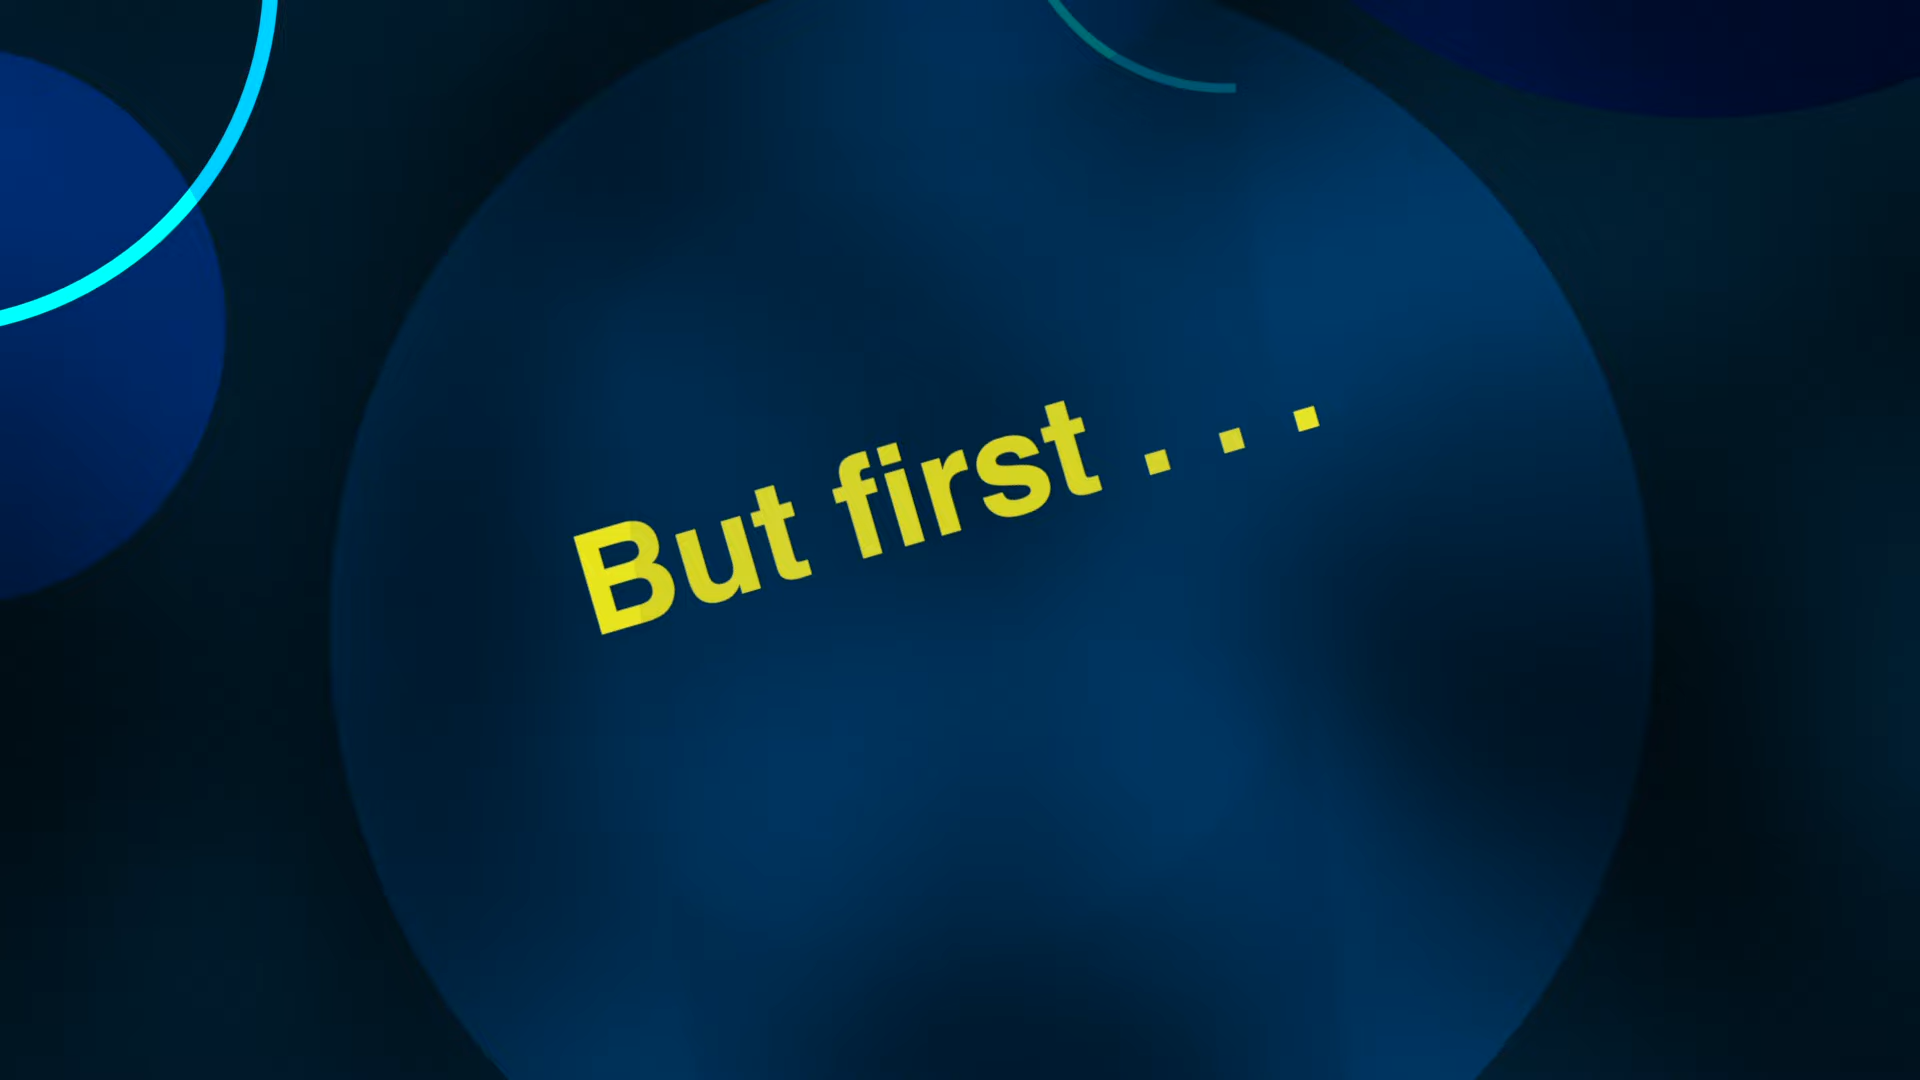 But first . . .